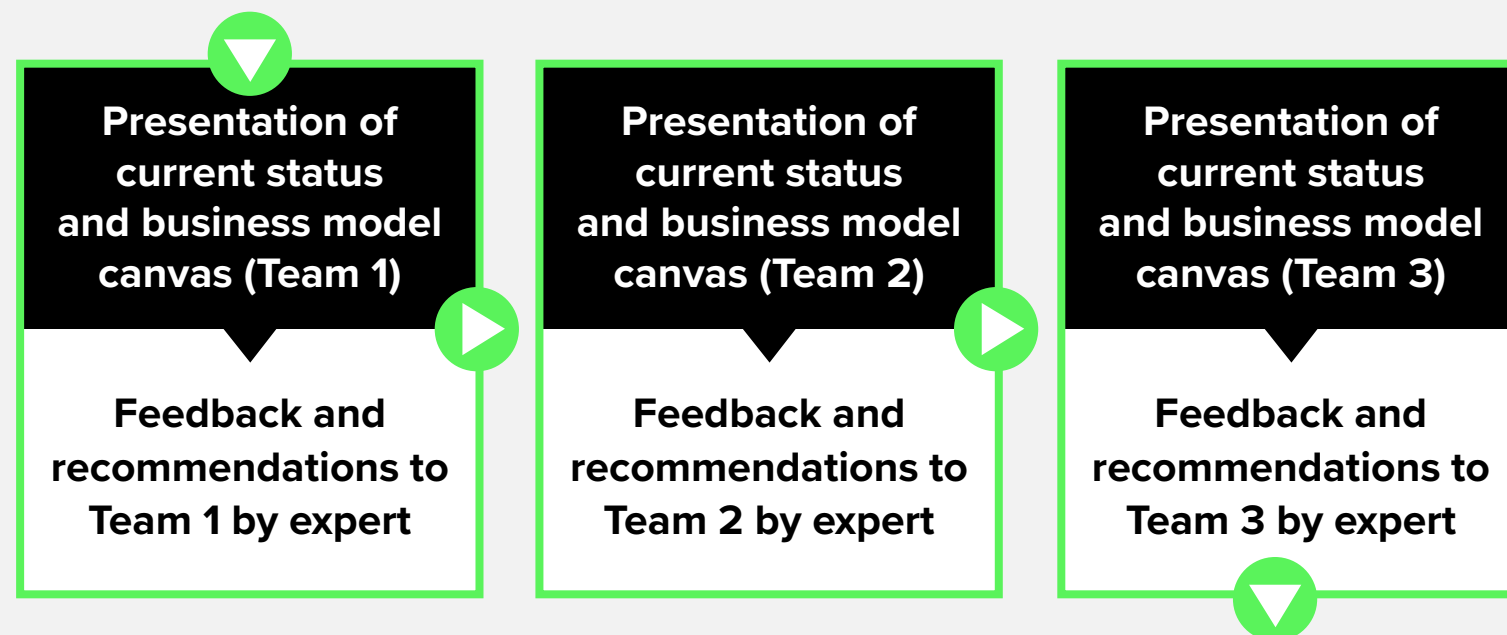 Presentation of
current status
and business model
canvas (Team 1)
Feedback and
recommendations to
Team 1 by expert
Presentation of
current status
and business model
canvas (Team 2)
Feedback and
recommendations to
Team 2 by expert
Presentation of
current status
and business model
canvas (Team 3)
Feedback and
recommendations to
Team 3 by expert